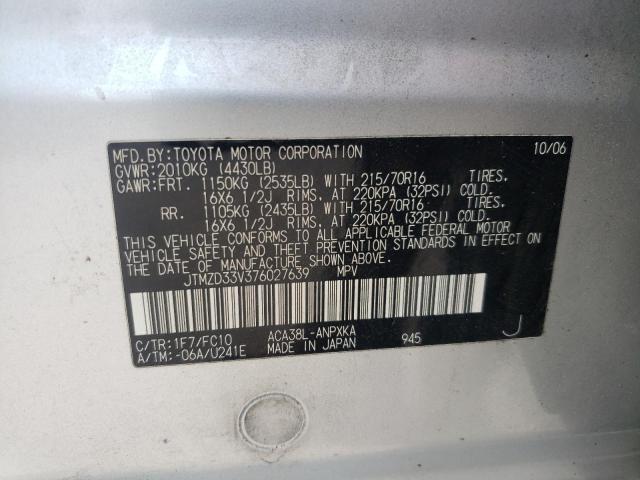 MFD.BY:TOYOTA MOTOR CORPORATION 10/06
GVWR:2010KG (4430LB)
GAWR:FRT. 1150KG (2535LB) WITH 215/70R16 TIRES,
16X6 1/2J RIMS, AT 220KPA (32PSI) COLD.
RR. 1105KG (2435LB) WITH 215/70R16 TIRES,
16X6 1/2J RIMS, AT 220KPA (32PSI) COLD.
THIS VEHICLE CONFORMS TO ALL APPLICABLE FEDERAL MOTOR
VEHICLE SAFETY AND THEFT PREVENTION STANDARDS IN EFFECT
ON THE DATE OF MANUFACTURE SHOWN ABOVE.
JTMZD33V376027639 MPV
C/TR:1F7/FC10 ACA38L-ANPXKA
A/TM:-06A/U241E MADE IN JAPAN 945 J